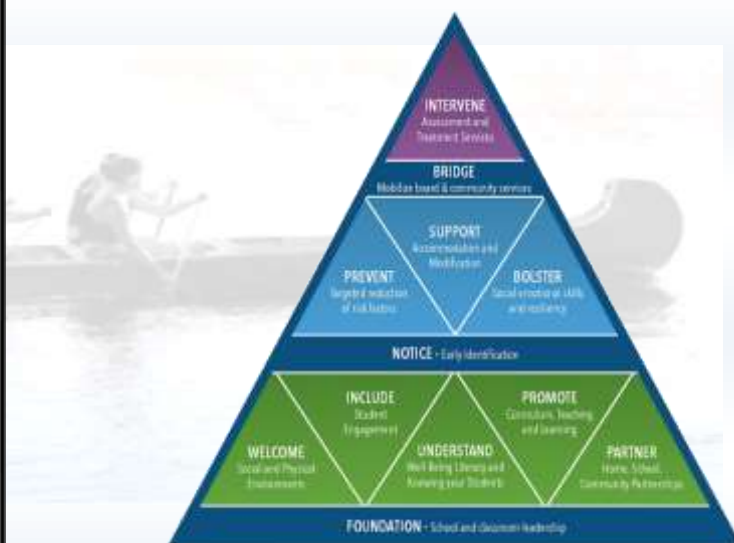 INTERVENE
Assessment and
Treatment Services
BRIDGE
Mobilize board & community services
SUPPORT
Accommodation and
Modification
PREVENT
Targeted reduction
of risk factors
BOLSTER
Social emotional skills
and resiliency
NOTICE - Early Identification
INCLUDE
Student
Engagement
PROMOTE
Curriculum, Teaching
and Learning
WELCOME
Social and Physical
Environments
UNDERSTAND
Well-Being Literacy and
Knowing your Students
PARTNER
Home, School,
Community Partnerships
FOUNDATION - School and classroom leadership